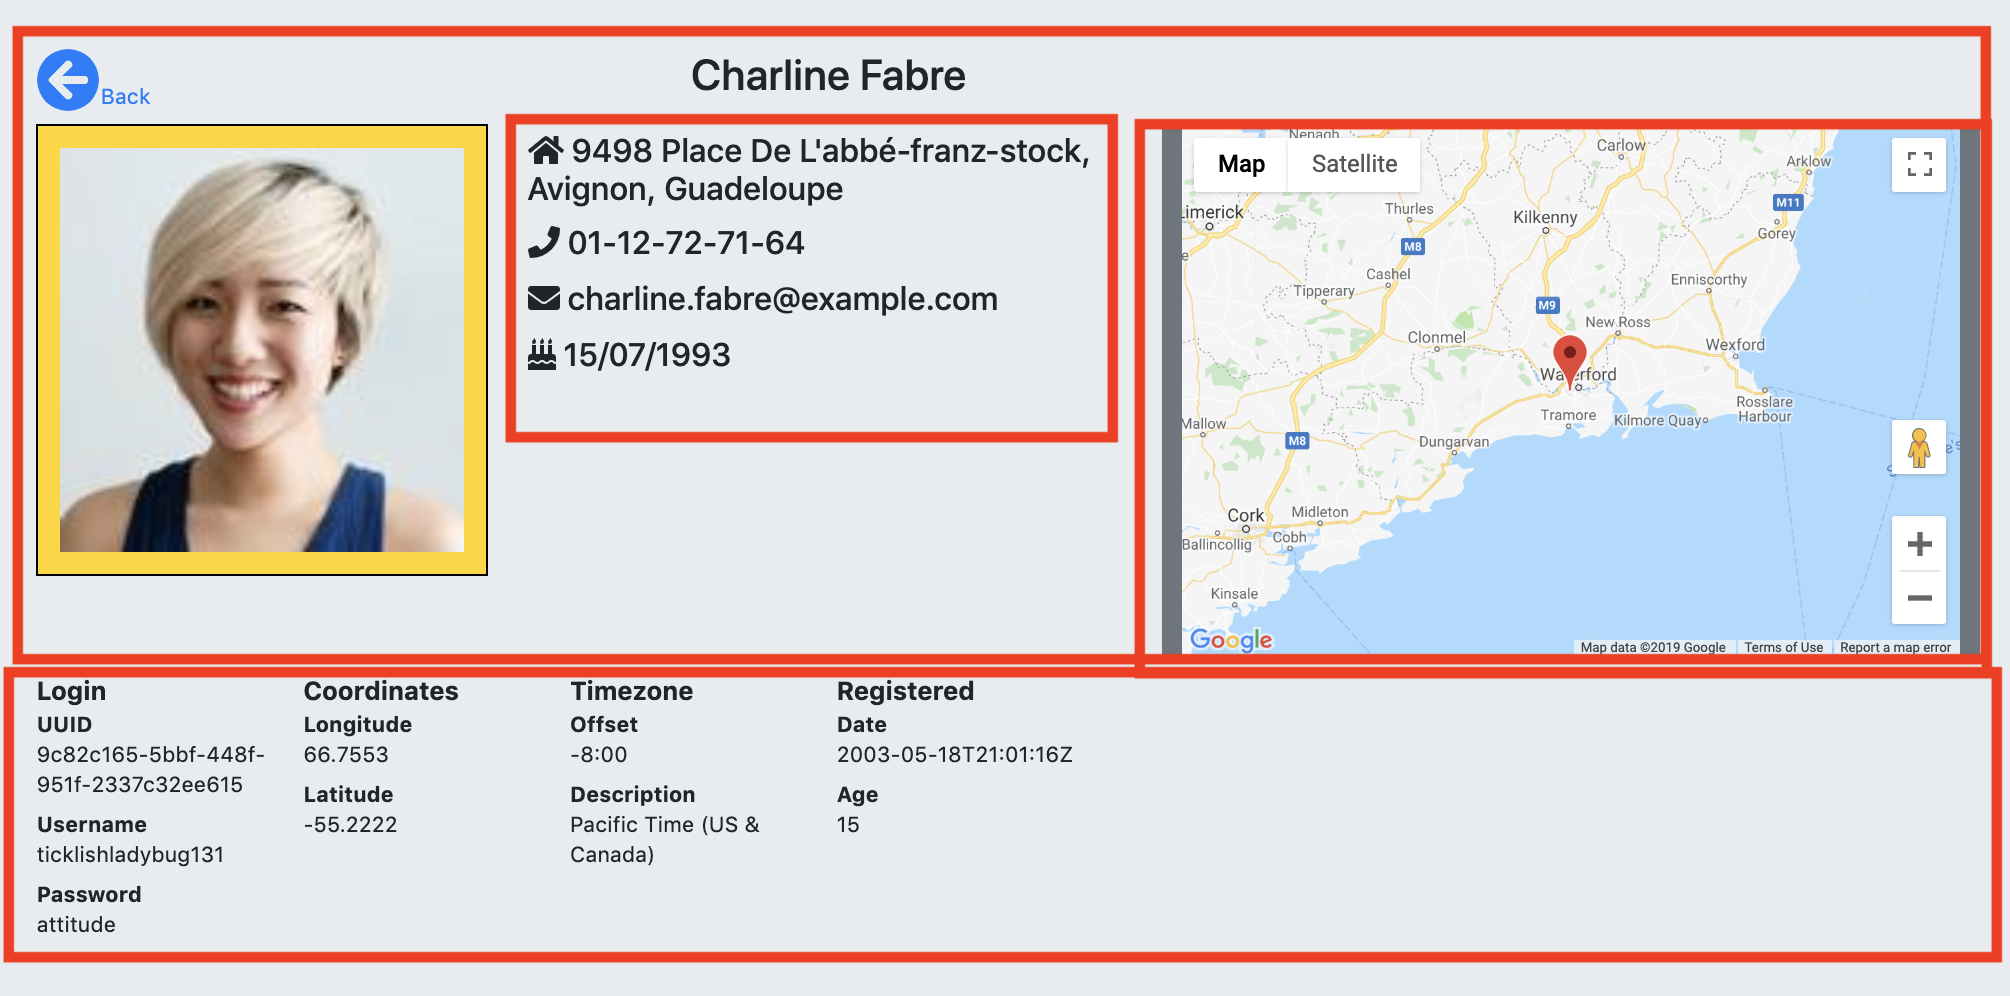 Back
Charline Fabre
9498 Place De L'abbé-franz-stock,
Avignon, Guadeloupe
01-12-72-71-64
charline.fabre@example.com
15/07/1993
Map
Satellite
Nenagh
Carlow
Arklow
Limerick
Thurles
Kilkenny
M11
Gorey
M8
Cashel
Enniscorthy
Tipperary
M9
New Ross
Clonmel
Wexford
Waterford
Rosslare
Harbour
Tramore
Kilmore Quay
Mallow
M8
Dungarvan
Cork
Midleton
Ballincollig
Cobh
Kinsale
Google
Map data ©2019 Google
Terms of Use
Report a map error
Login
UUID
9c82c165-5bbf-448f-
951f-2337c32ee615
Username
ticklishladybug131
Password
attitude
Coordinates
Longitude
66.7553
Latitude
-55.2222
Timezone
Offset
-8:00
Description
Pacific Time (US &
Canada)
Registered
Date
2003-05-18T21:01:16Z
Age
15